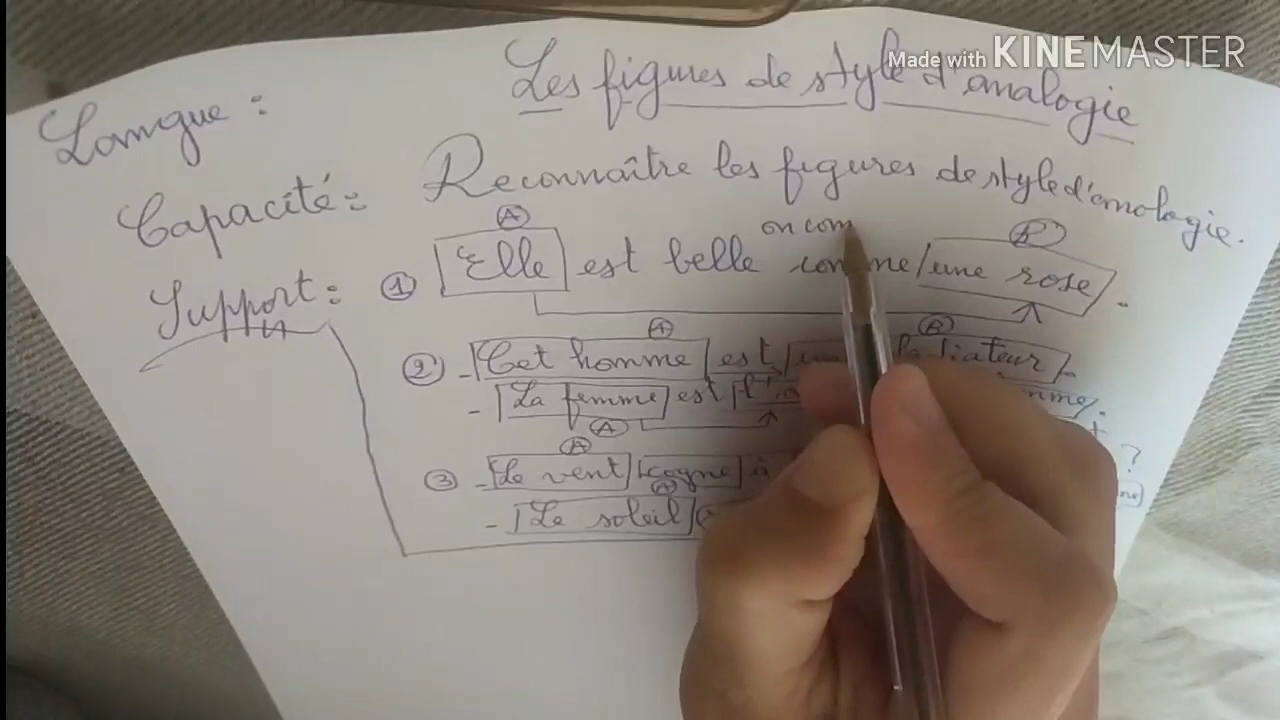 Made with KINEMASTER
Les figures de style d'analogie
Langue :
Capacité : Reconnaître les figures de style d'analogie.
A B
on com
Support : 1 Elle est belle comme une rose.
A B
2 - Cet homme est un gladiateur.
- La femme est l'
A
A
3 - Le vent cogne à ?
A
- Le soleil